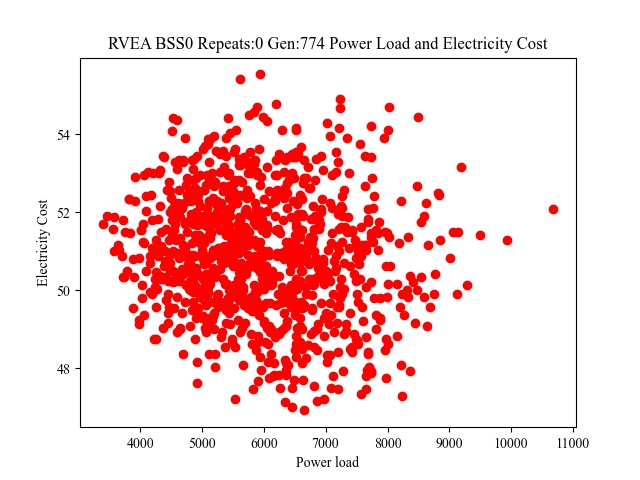 RVEA BSS0 Repeats:0 Gen:774 Power Load and Electricity Cost
Electricity Cost
54
52
50
48
4000 5000 6000 7000 8000 9000 10000 11000
Power load